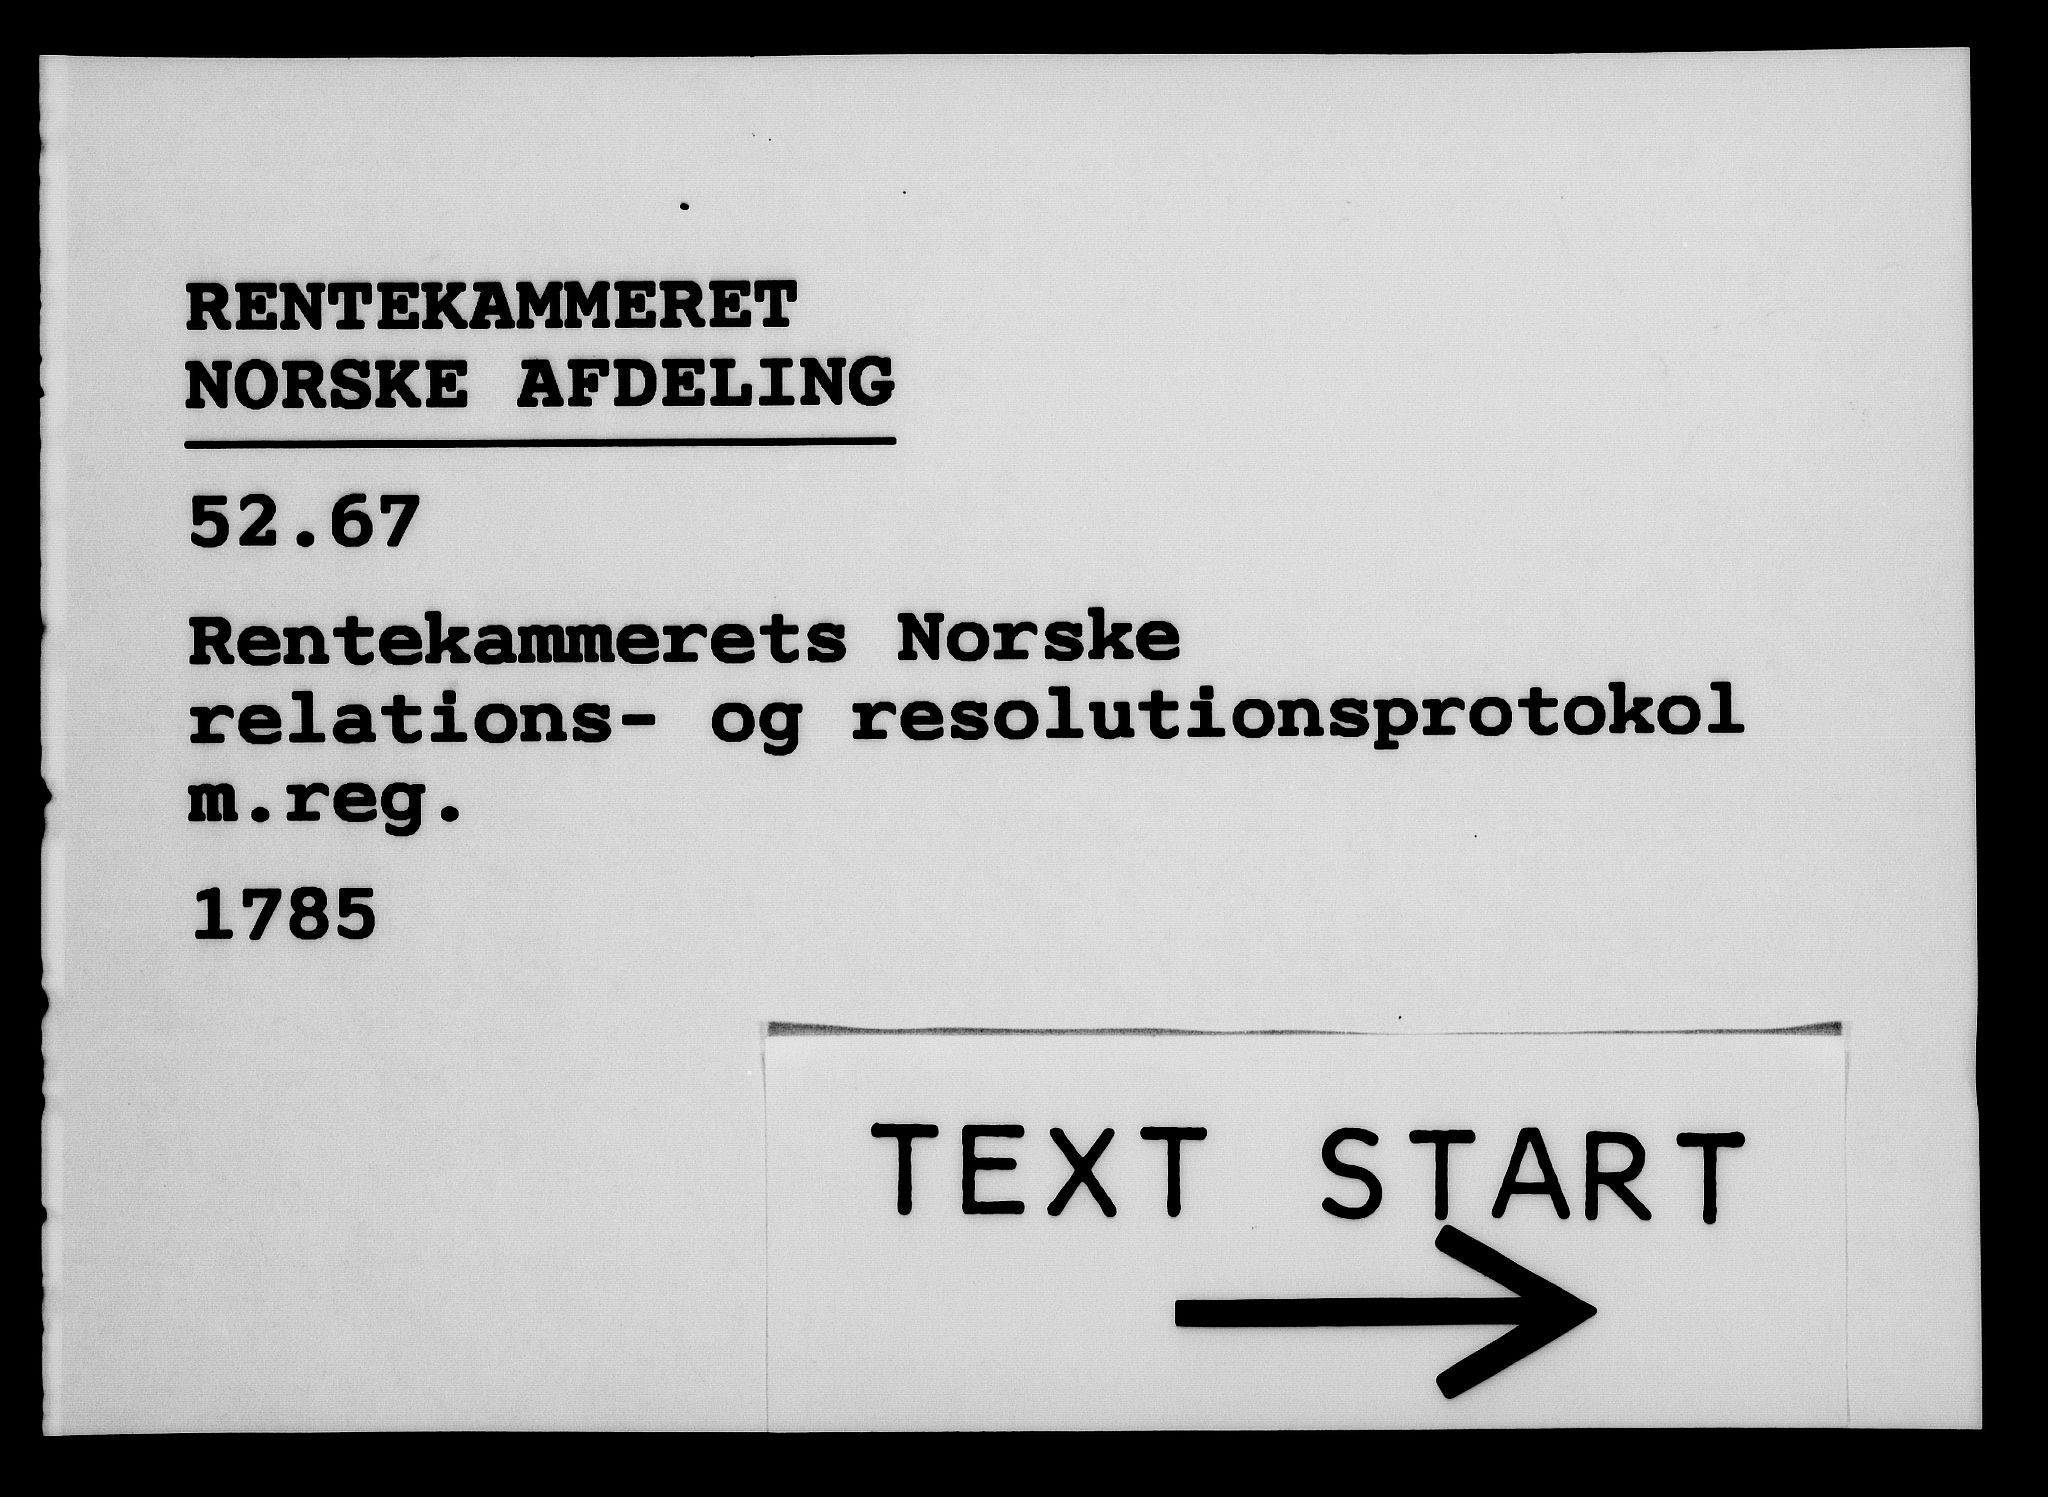 RENTEKAMMERET
NORSKE AFDELING
52.67
Rentekammerets Norske
relations- og resolutionsprotokol
m.reg.
1785
TEXT START